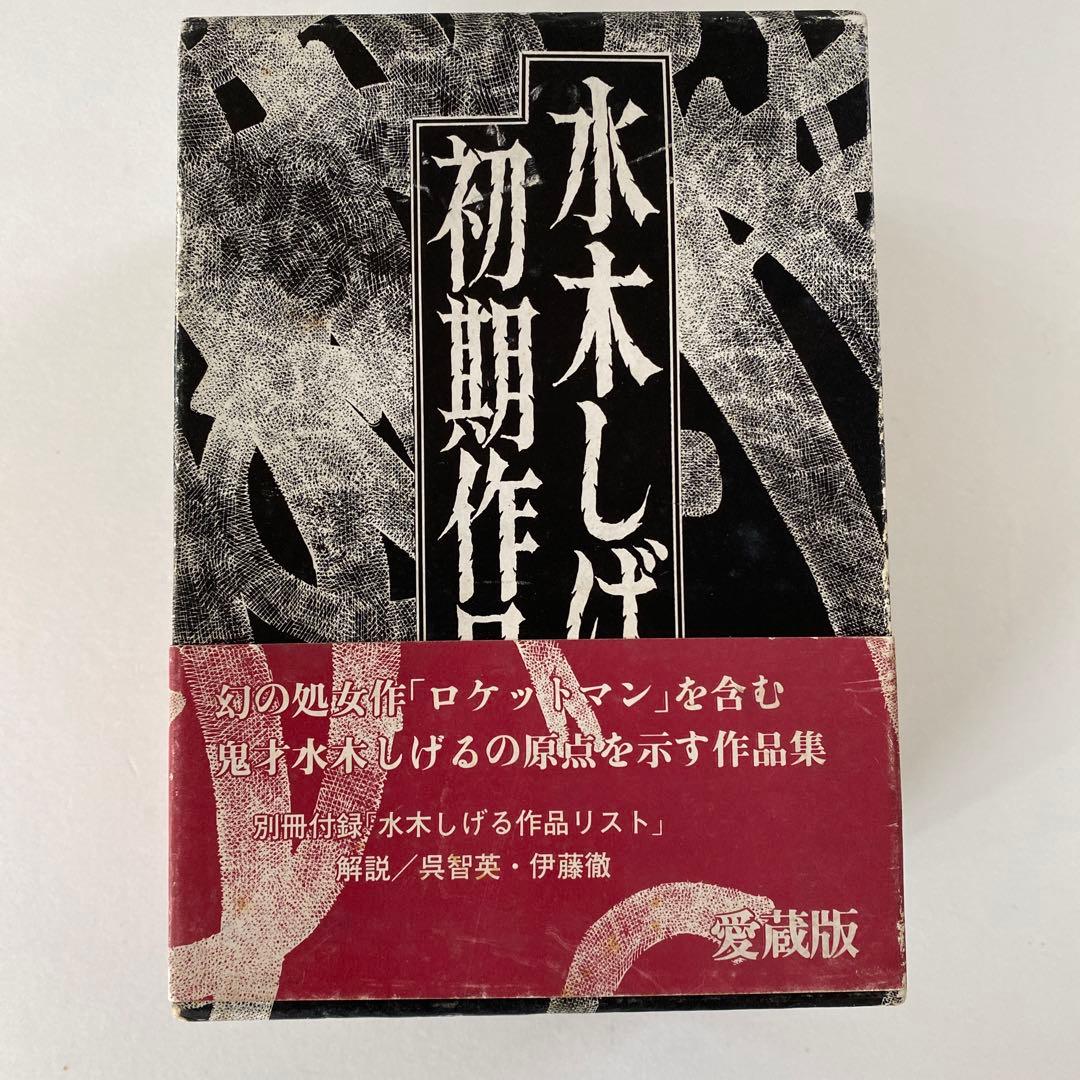 水木しげ
初期作品
幻の処女作「ロケットマン」を含む
鬼才水木しげるの原点を示す作品集
別冊付録「水木しげる作品リスト」
解説／呉智英・伊藤徹
愛蔵版